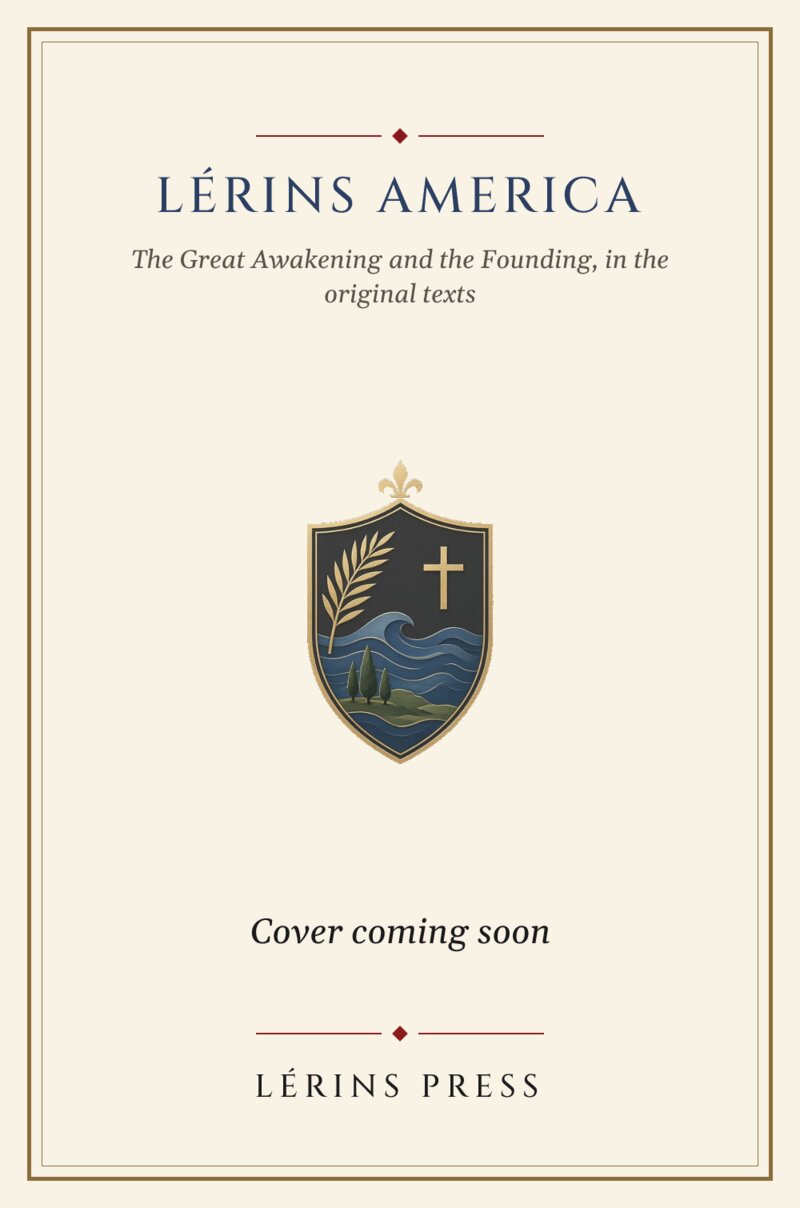 LÉRINS AMERICA
The Great Awakening and the Founding, in the
original texts
Cover coming soon
LÉRINS PRESS